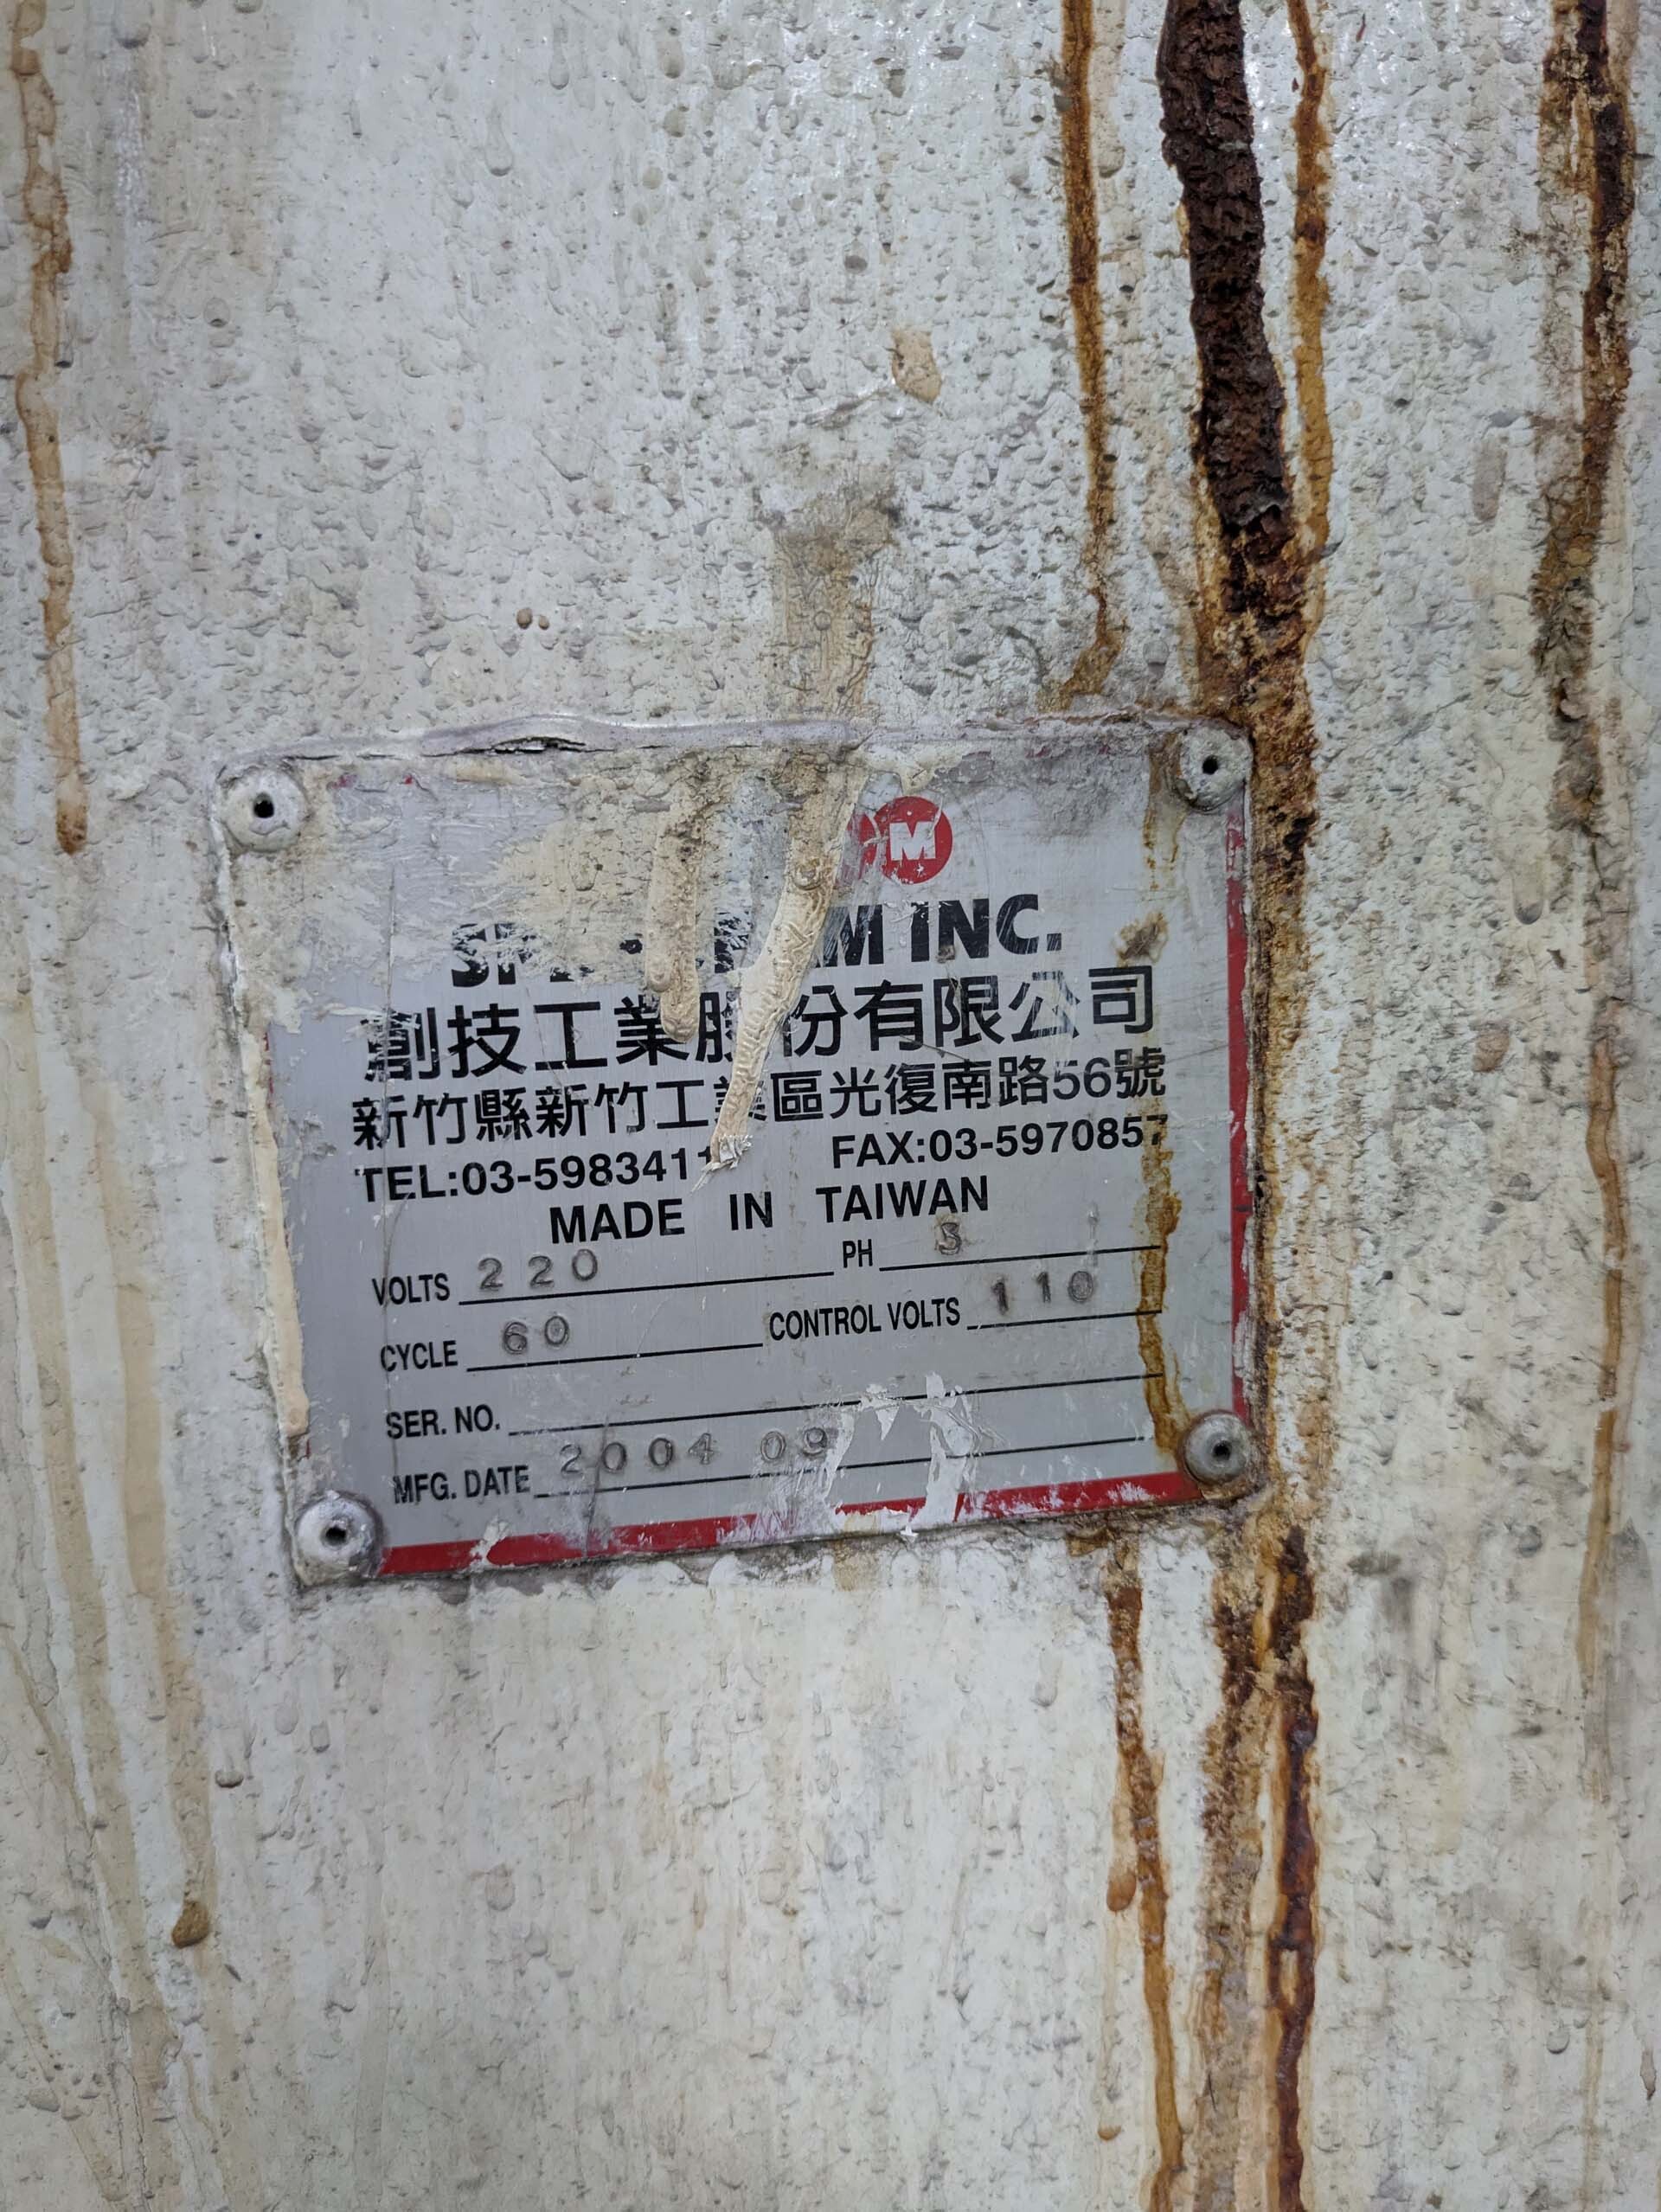 M
INC.
創技工業股份有限公司
新竹縣新竹工業區光復南路56號
TEL:03-598341 FAX:03-5970857
MADE IN TAIWAN
VOLTS 220 PH 3
CYCLE 60 CONTROL VOLTS 110
SER. NO.
MFG. DATE 2004 09